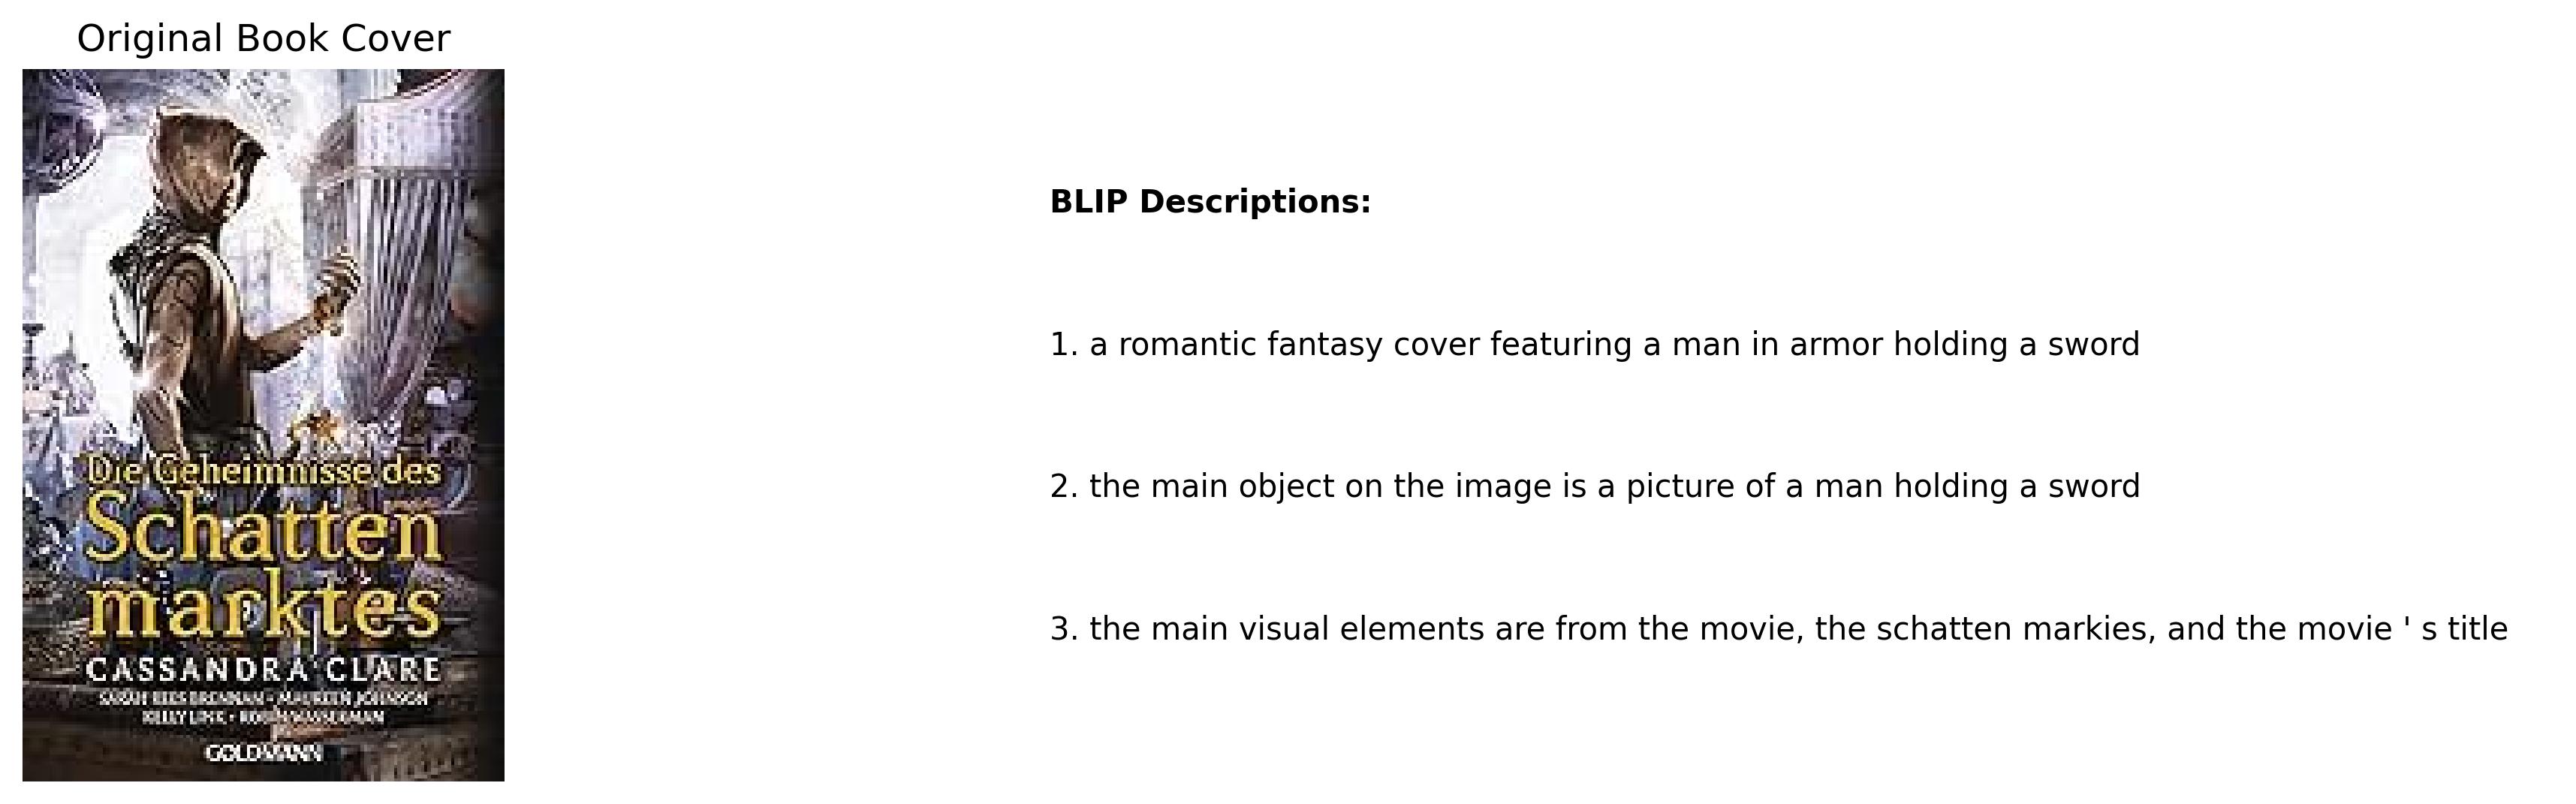 Original Book Cover
Die Geheimnisse des
Schatten
marktes
CASSANDRA CLARE
SARAH REES BRENNAN • MAUREEN JOHNSON
KELLY LINK • ROBIN WASSERMAN
GOLDMANN
BLIP Descriptions:
1. a romantic fantasy cover featuring a man in armor holding a sword
2. the main object on the image is a picture of a man holding a sword
3. the main visual elements are from the movie, the schatten markies, and the movie ' s title